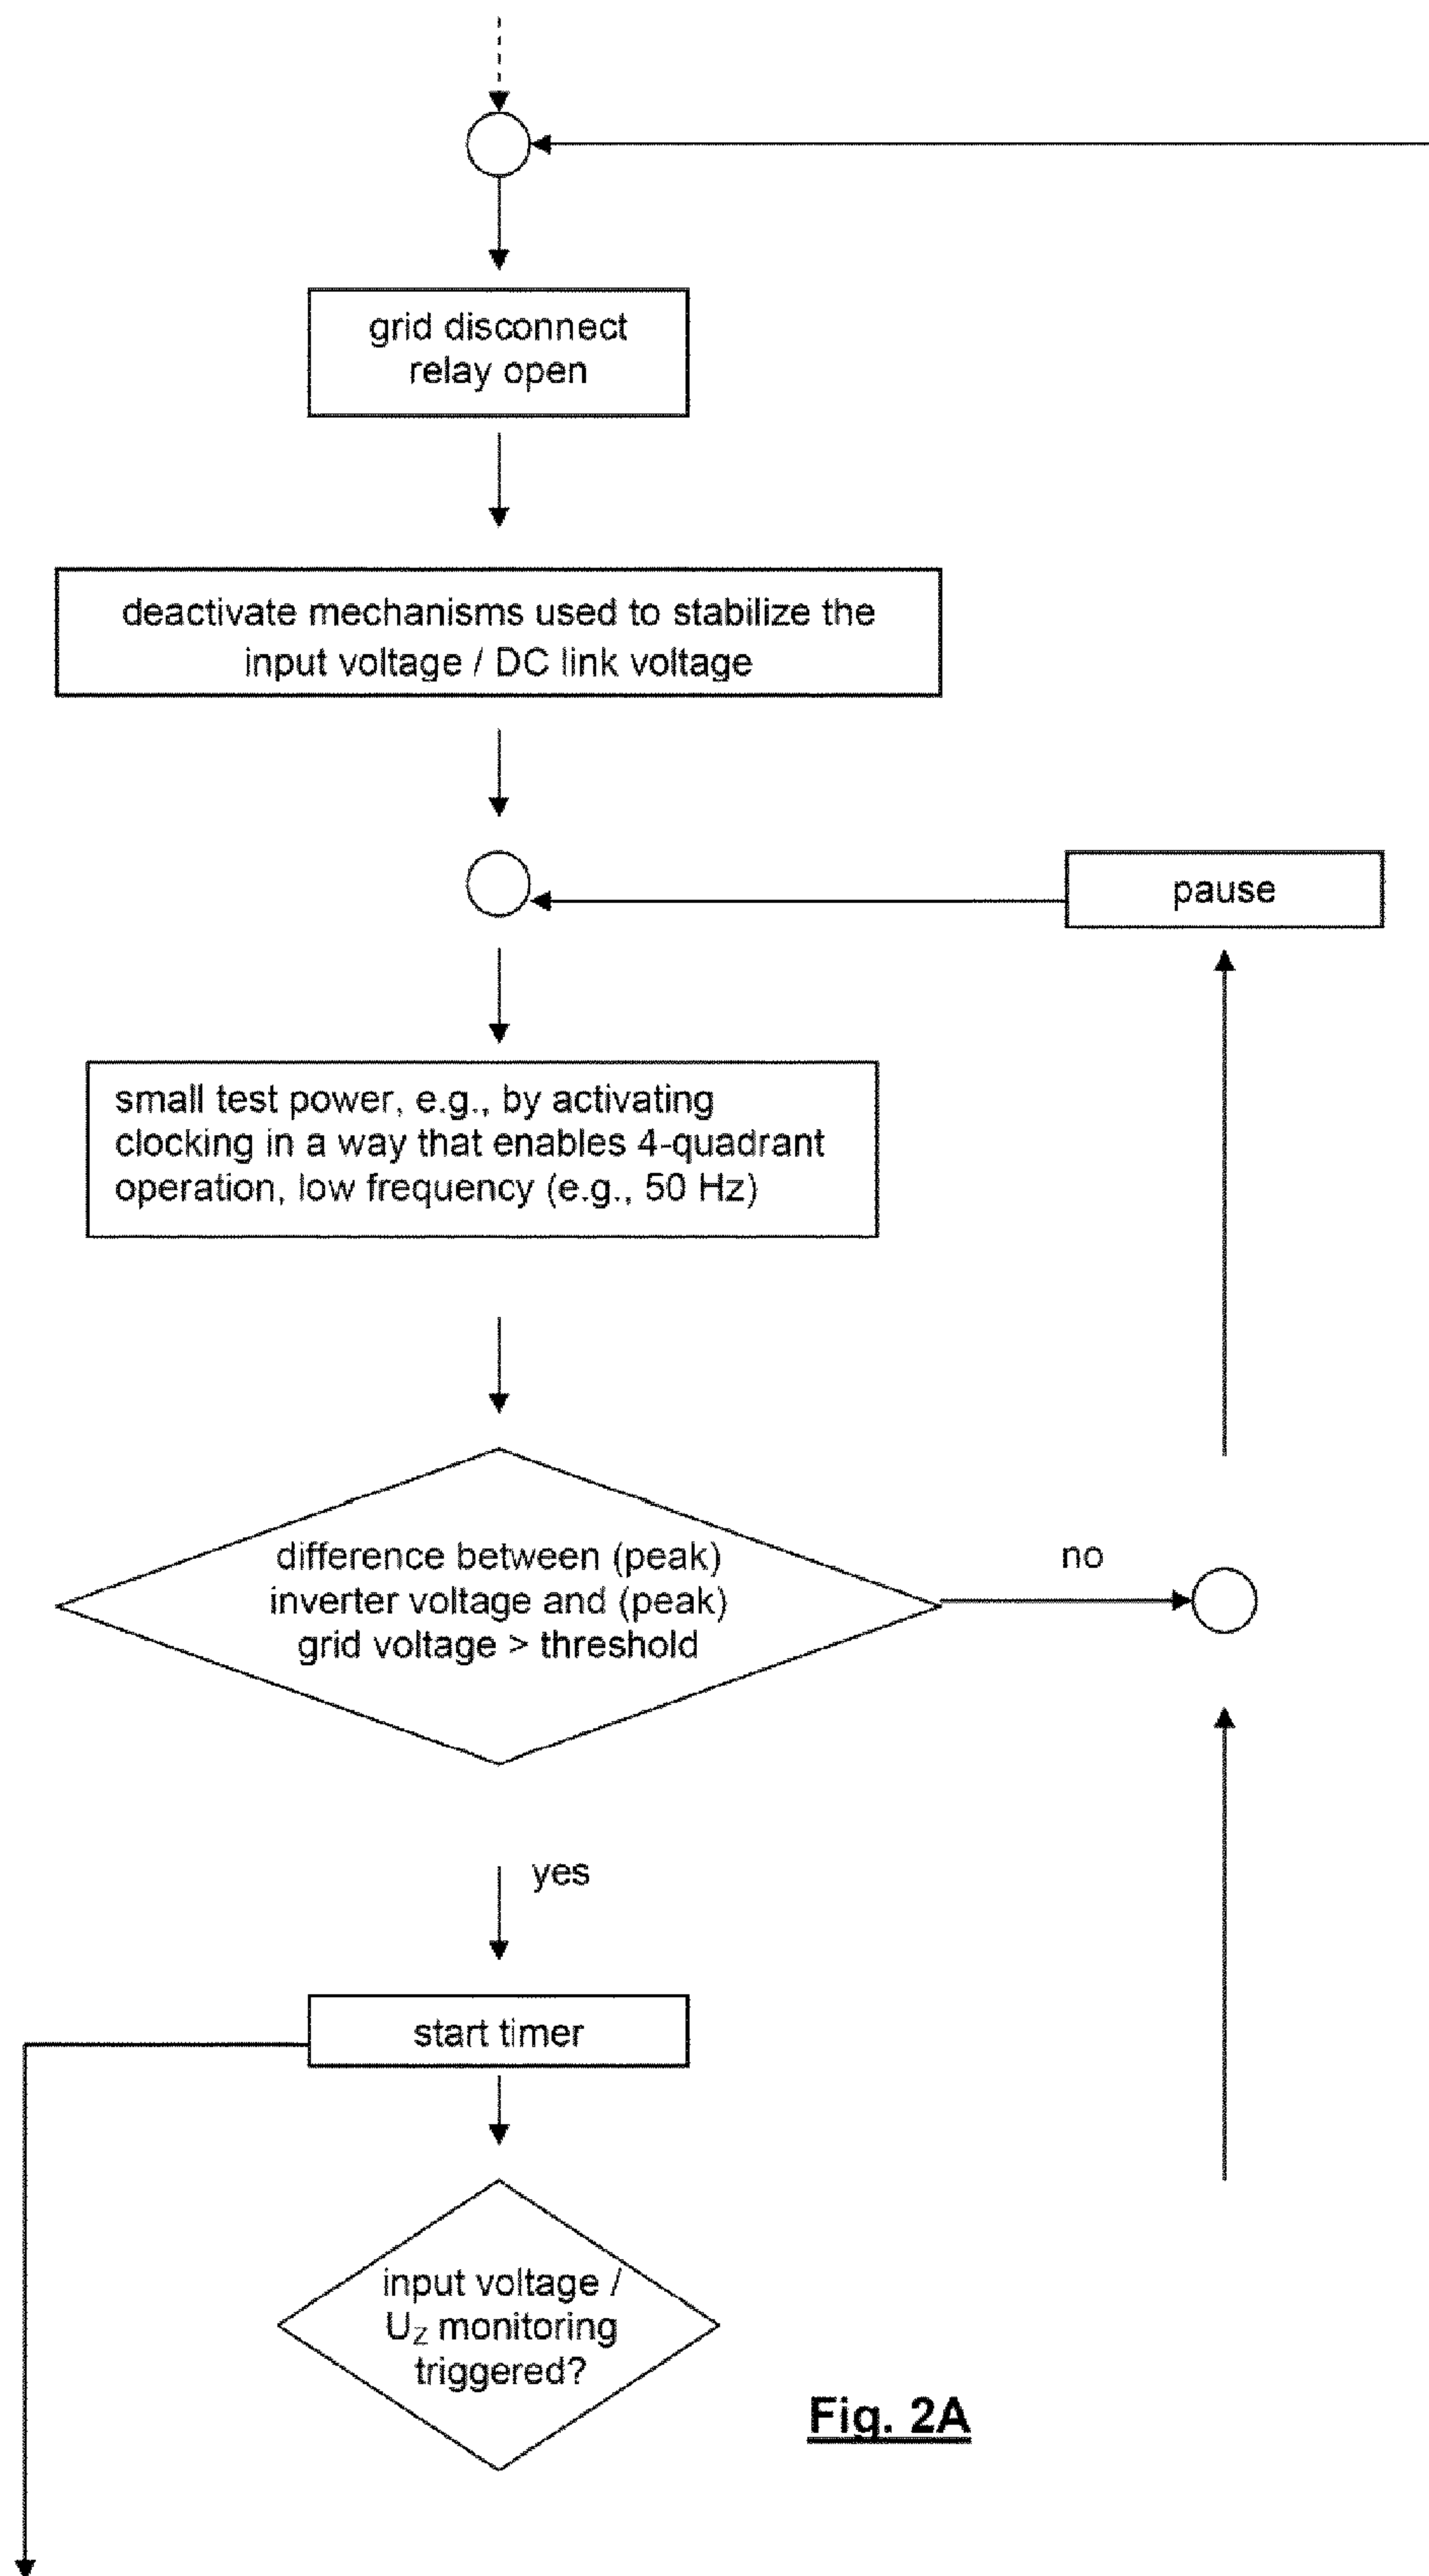 grid disconnect
relay open
deactivate mechanisms used to stabilize the
input voltage / DC link voltage
pause
small test power, e.g., by activating
clocking in a way that enables 4-quadrant
operation, low frequency (e.g., 50 Hz)
difference between (peak)
inverter voltage and (peak)
grid voltage > threshold
no
yes
start timer
input voltage /
UZ monitoring
triggered?
Fig. 2A